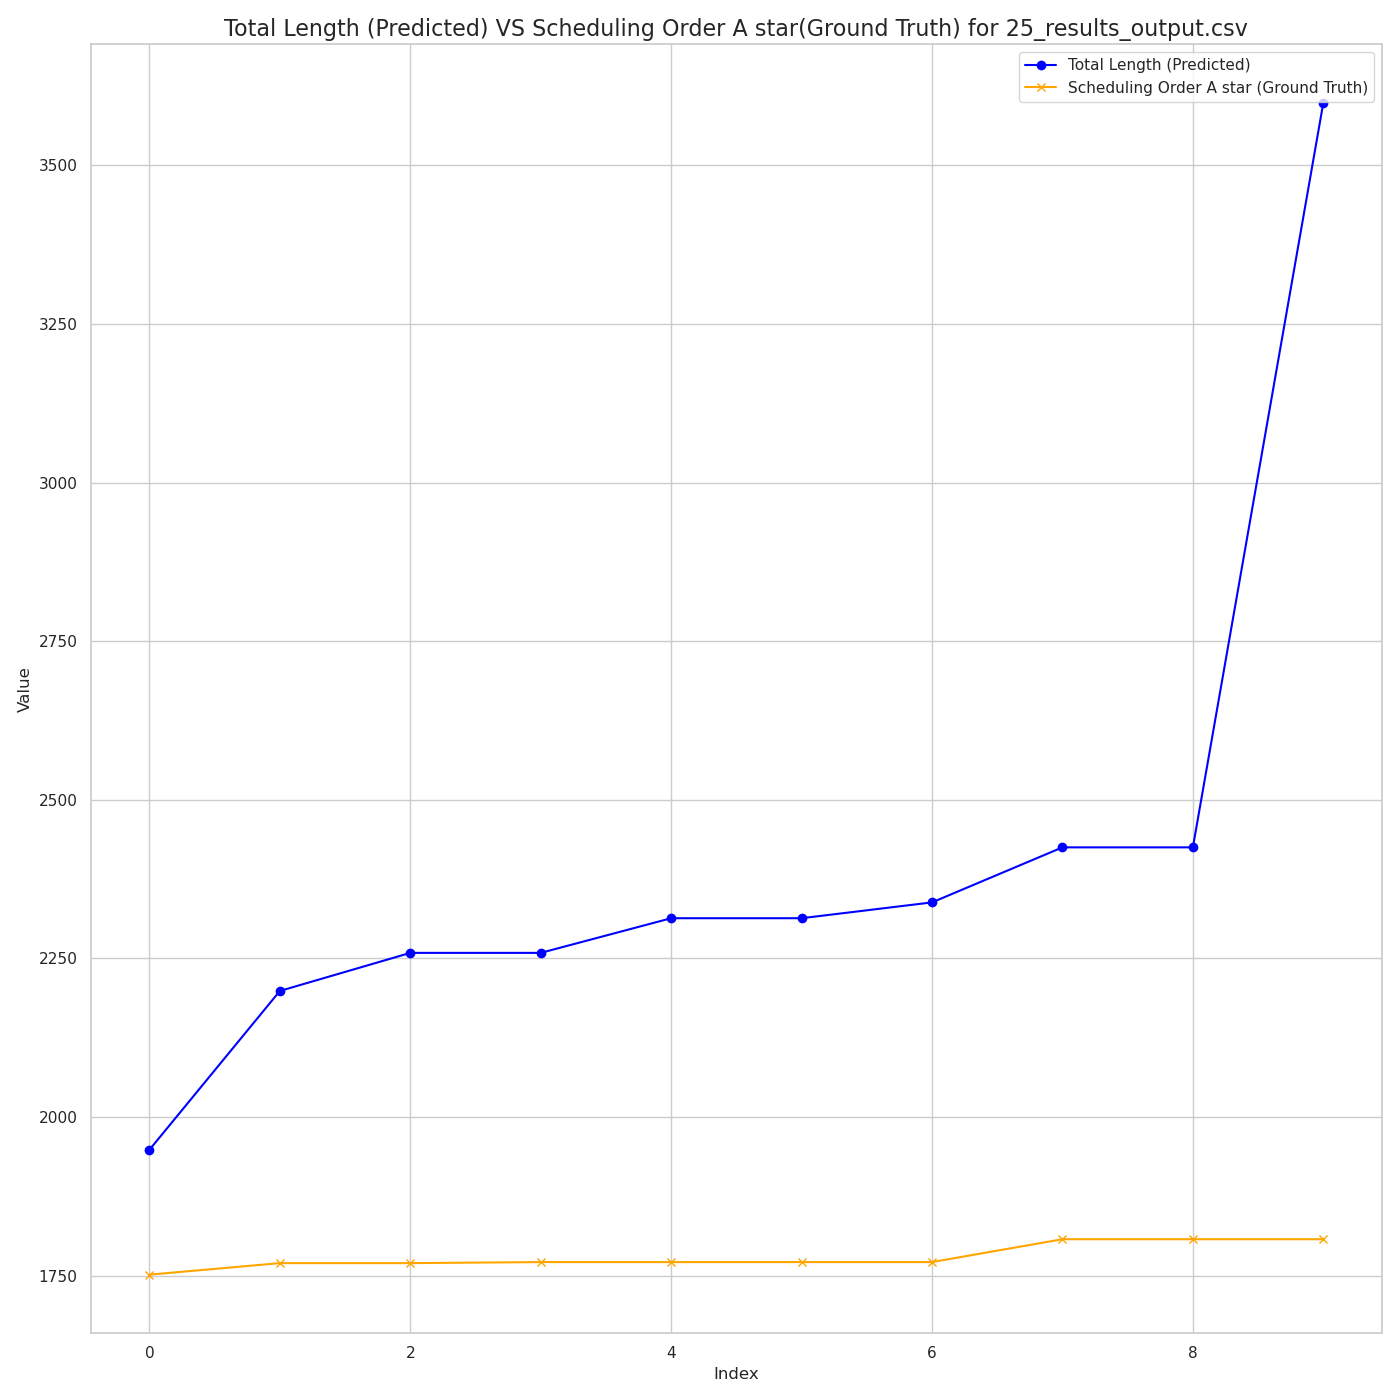 Total Length (Predicted) VS Scheduling Order A star(Ground Truth) for 25_results_output.csv
Total Length (Predicted)
Scheduling Order A star (Ground Truth)
3500
3250
3000
2750
2500
2250
2000
1750
Value
0 2 4 6 8
Index